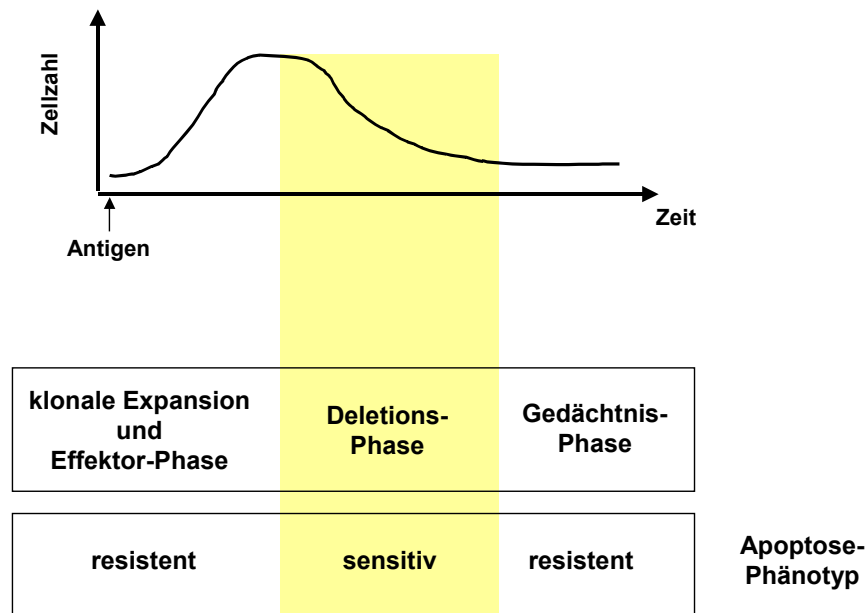 Zellzahl
Zeit
Antigen
klonale Expansion
und
Effektor-Phase
Deletions-
Phase
Gedächtnis-
Phase
resistent
sensitiv
resistent
Apoptose-
Phänotyp